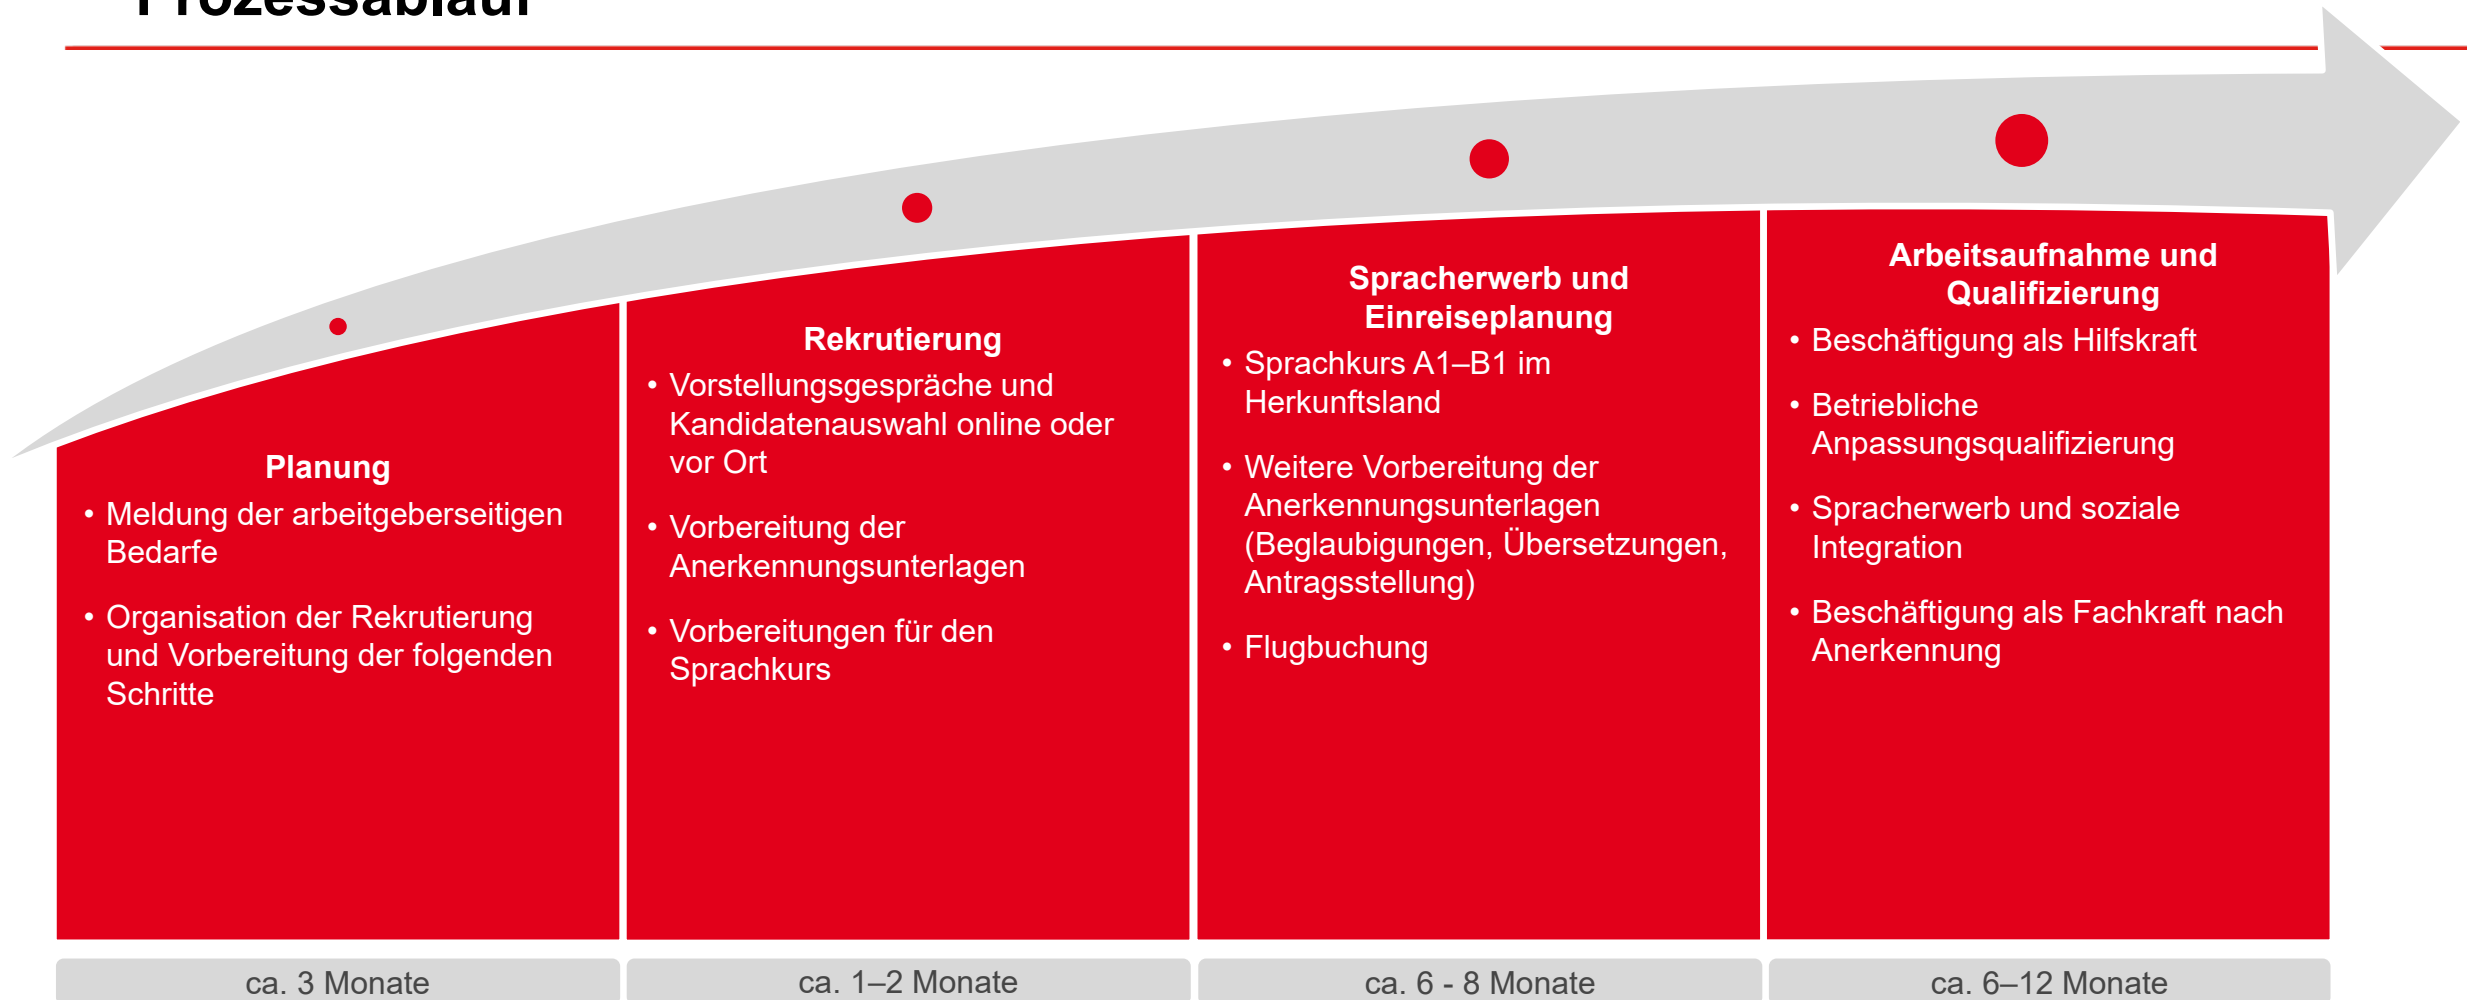 Prozessablauf
Planung
• Meldung der arbeitgeberseitigen
Bedarfe
• Organisation der Rekrutierung
und Vorbereitung der folgenden
Schritte
Rekrutierung
• Vorstellungsgespräche und
Kandidatenauswahl online oder
vor Ort
• Vorbereitung der
Anerkennungsunterlagen
• Vorbereitungen für den
Sprachkurs
Spracherwerb und
Einreiseplanung
• Sprachkurs A1–B1 im
Herkunftsland
• Weitere Vorbereitung der
Anerkennungsunterlagen
(Beglaubigungen, Übersetzungen,
Antragsstellung)
• Flugbuchung
Arbeitsaufnahme und
Qualifizierung
• Beschäftigung als Hilfskraft
• Betriebliche
Anpassungsqualifizierung
• Spracherwerb und soziale
Integration
• Beschäftigung als Fachkraft nach
Anerkennung
ca. 3 Monate
ca. 1–2 Monate
ca. 6 - 8 Monate
ca. 6–12 Monate